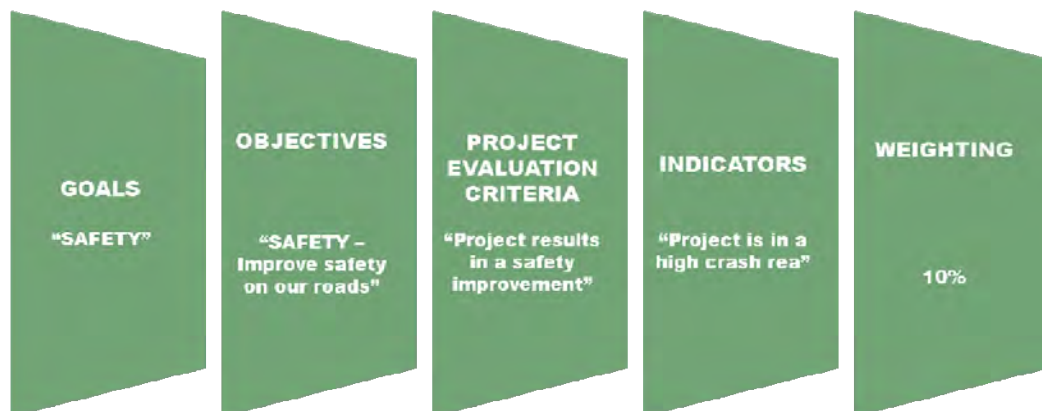 GOALS
“SAFETY”
OBJECTIVES
“SAFETY –
Improve safety
on our roads”
PROJECT
EVALUATION
CRITERIA
“Project results
in a safety
improvement”
INDICATORS
“Project is in a
high crash rea”
WEIGHTING
10%